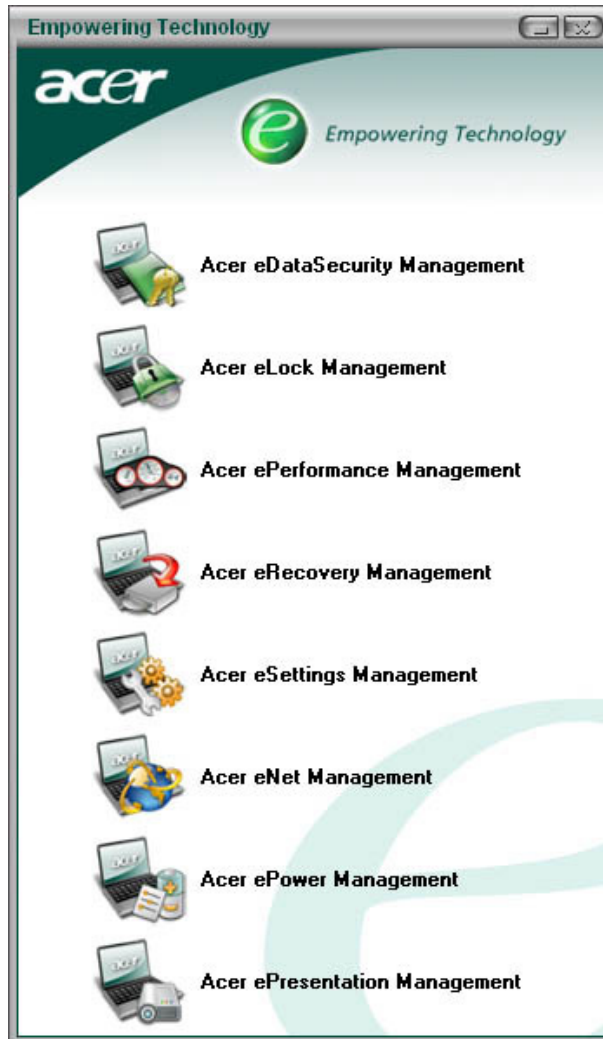 Empowering Technology
acer
e Empowering Technology
Acer eDataSecurity Management
Acer eLock Management
Acer ePerformance Management
Acer eRecovery Management
Acer eSettings Management
Acer eNet Management
Acer ePower Management
Acer ePresentation Management